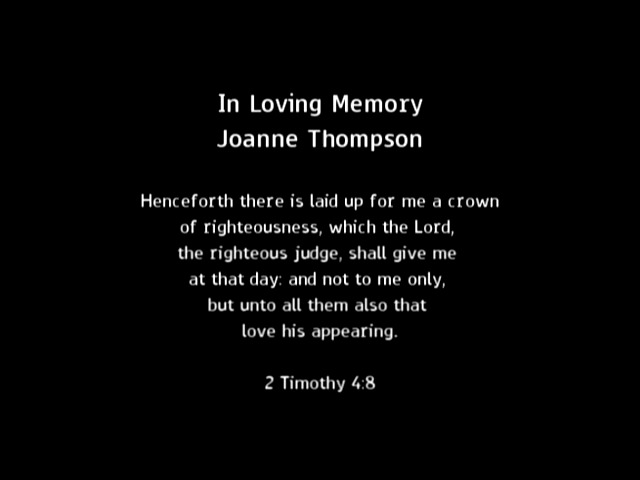 In Loving Memory
Joanne Thompson
Henceforth there is laid up for me a crown
of righteousness, which the Lord,
the righteous judge, shall give me
at that day: and not to me only,
but unto all them also that
love his appearing.
2 Timothy 4:8